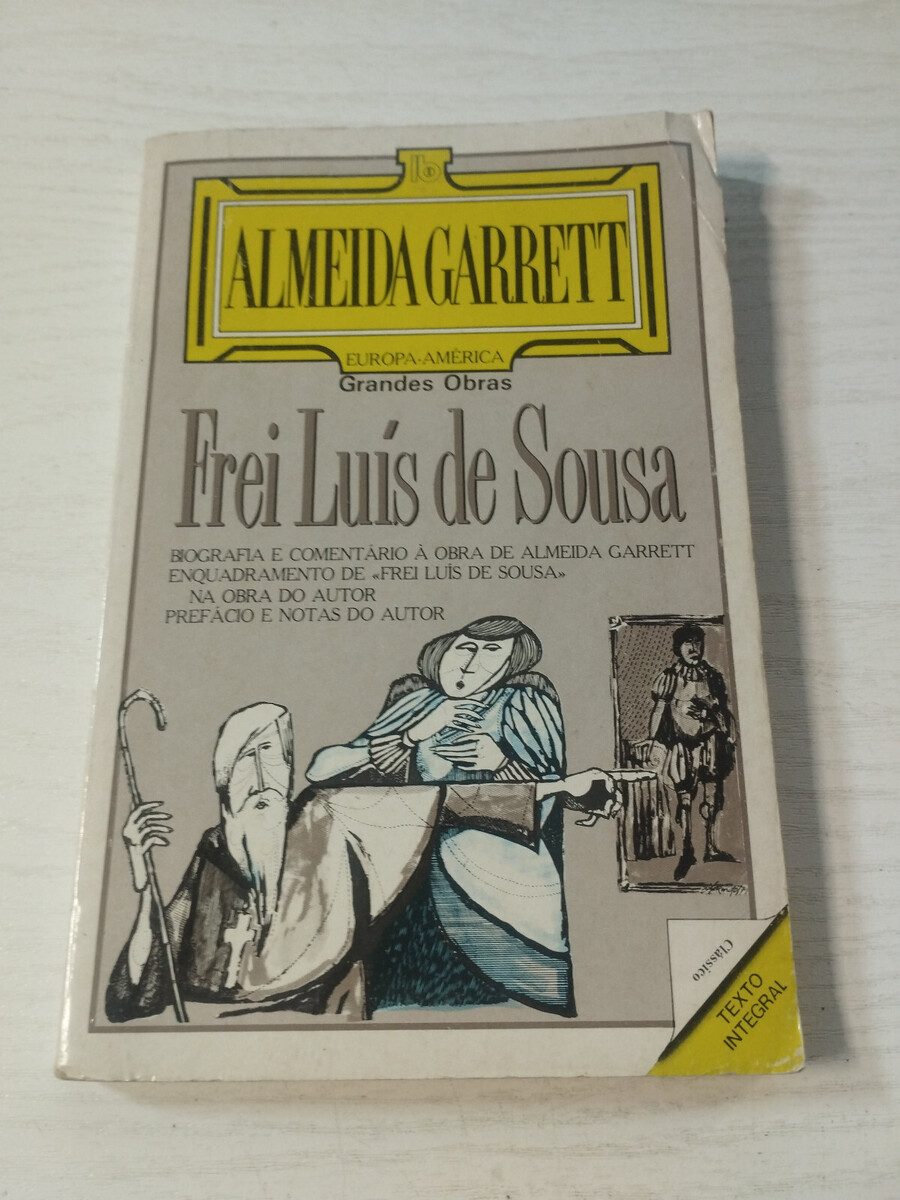 ALMEIDA GARRETT
EUROPA-AMÉRICA
Grandes Obras
Frei Luís de Sousa
BIOGRAFIA E COMENTÁRIO À OBRA DE ALMEIDA GARRETT
ENQUADRAMENTO DE «FREI LUÍS DE SOUSA»
NA OBRA DO AUTOR
PREFÁCIO E NOTAS DO AUTOR
Clássico
TEXTO
INTEGRAL